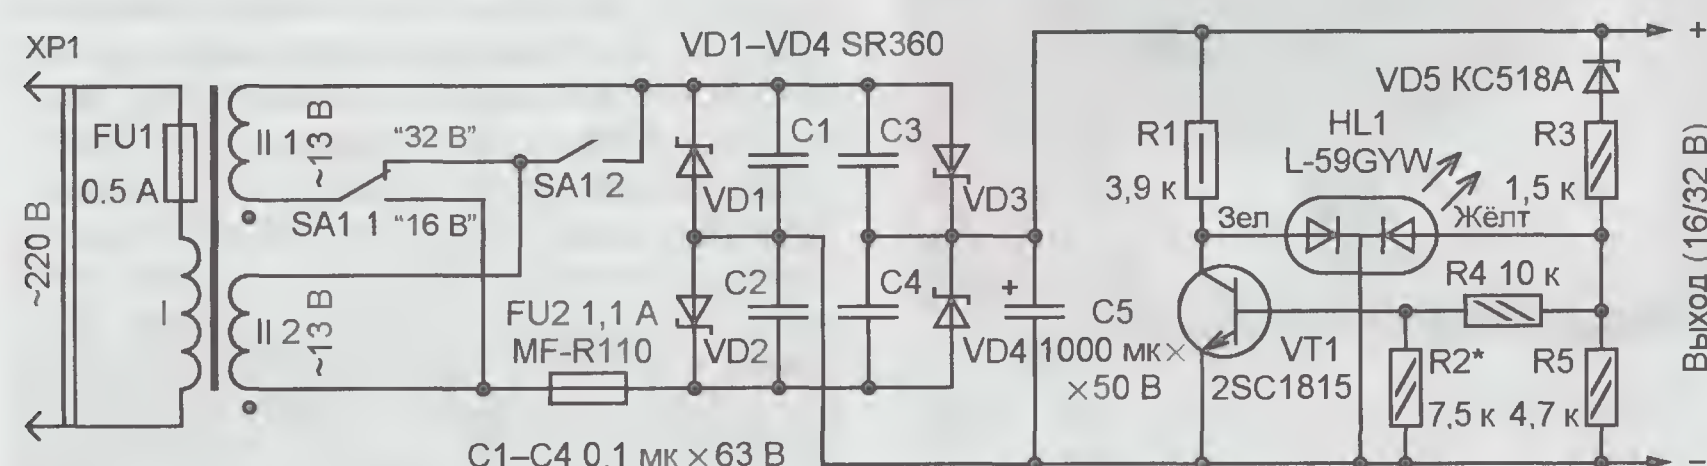 XP1
VD1–VD4 SR360
VD5 КС518А
FU1
0.5 А
~220 В
I
II 1
~13 В
“32 В”
SA1 2
SA1 1
“16 В”
II 2
~13 В
FU2 1,1 А
MF-R110
C1
C3
VD1
VD3
C2
C4
VD2
VD4
+
C5
1000 мк×
×50 В
C1–C4 0,1 мк × 63 В
R1
3,9 к
HL1
L-59GYW
Зел
Жёлт
R3
1,5 к
R4 10 к
VT1
2SC1815
R2*
7,5 к
R5
4,7 к
+
Выход (16/32 В)
–